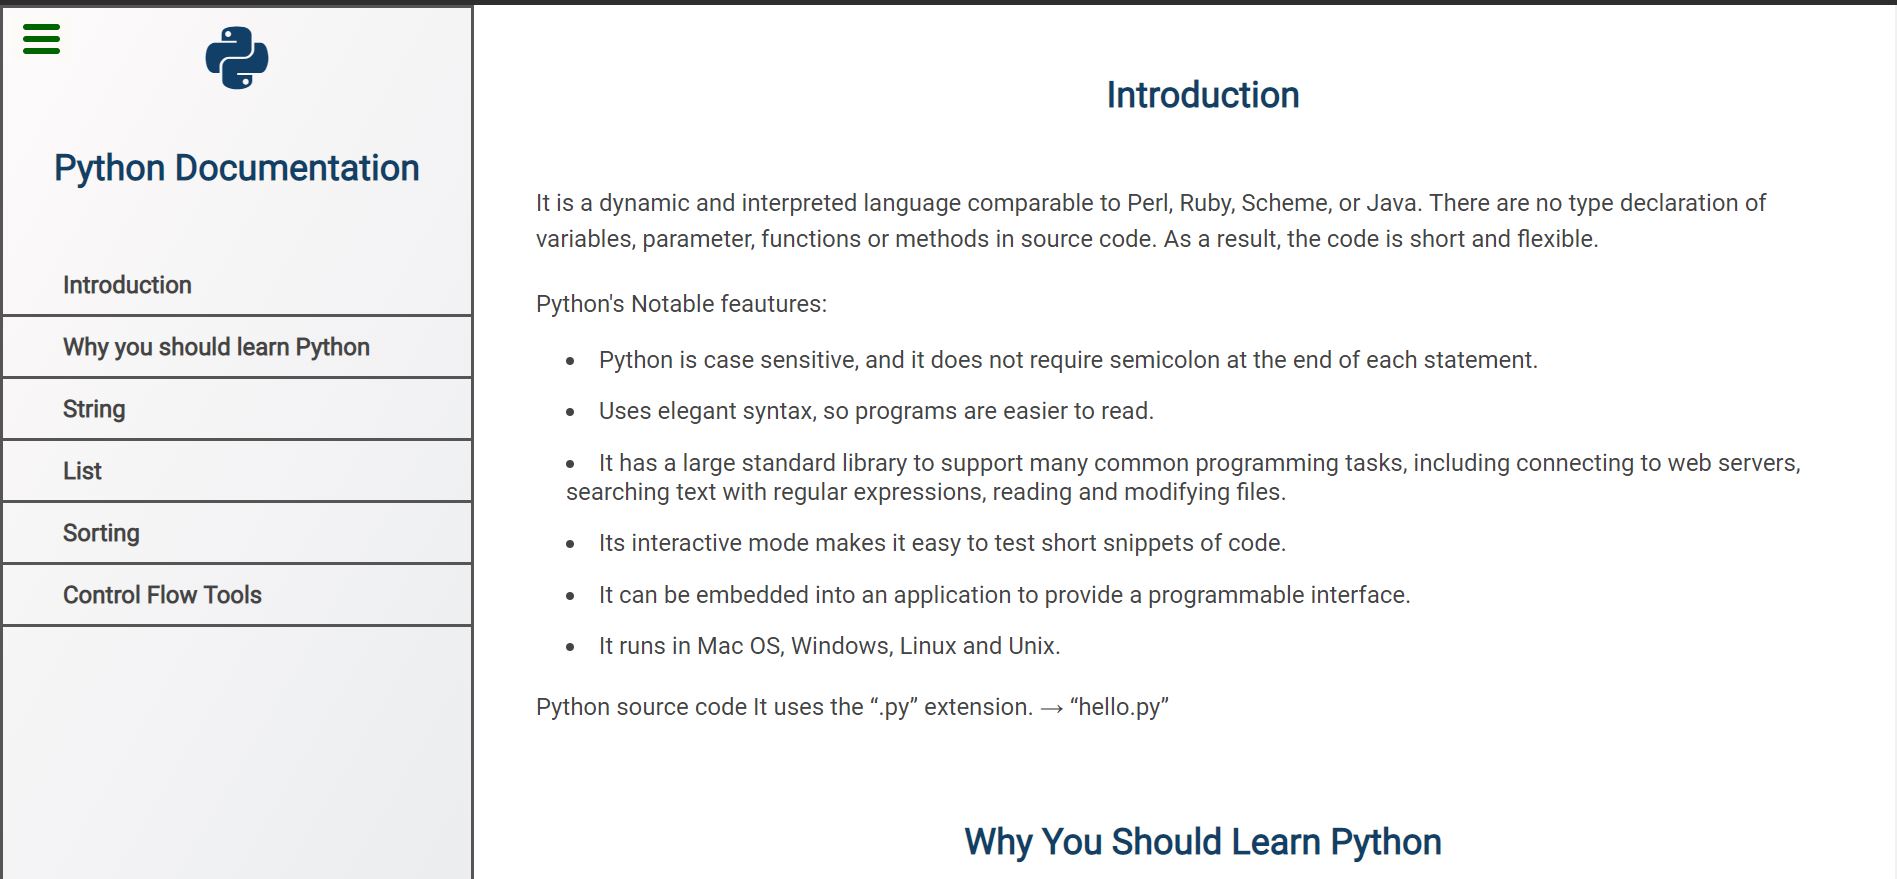 Python Documentation
Introduction
Why you should learn Python
String
List
Sorting
Control Flow Tools
Introduction
It is a dynamic and interpreted language comparable to Perl, Ruby, Scheme, or Java. There are no type declaration of
variables, parameter, functions or methods in source code. As a result, the code is short and flexible.
Python's Notable feautures:
• Python is case sensitive, and it does not require semicolon at the end of each statement.
• Uses elegant syntax, so programs are easier to read.
• It has a large standard library to support many common programming tasks, including connecting to web servers,
searching text with regular expressions, reading and modifying files.
• Its interactive mode makes it easy to test short snippets of code.
• It can be embedded into an application to provide a programmable interface.
• It runs in Mac OS, Windows, Linux and Unix.
Python source code It uses the “.py” extension. → “hello.py”
Why You Should Learn Python